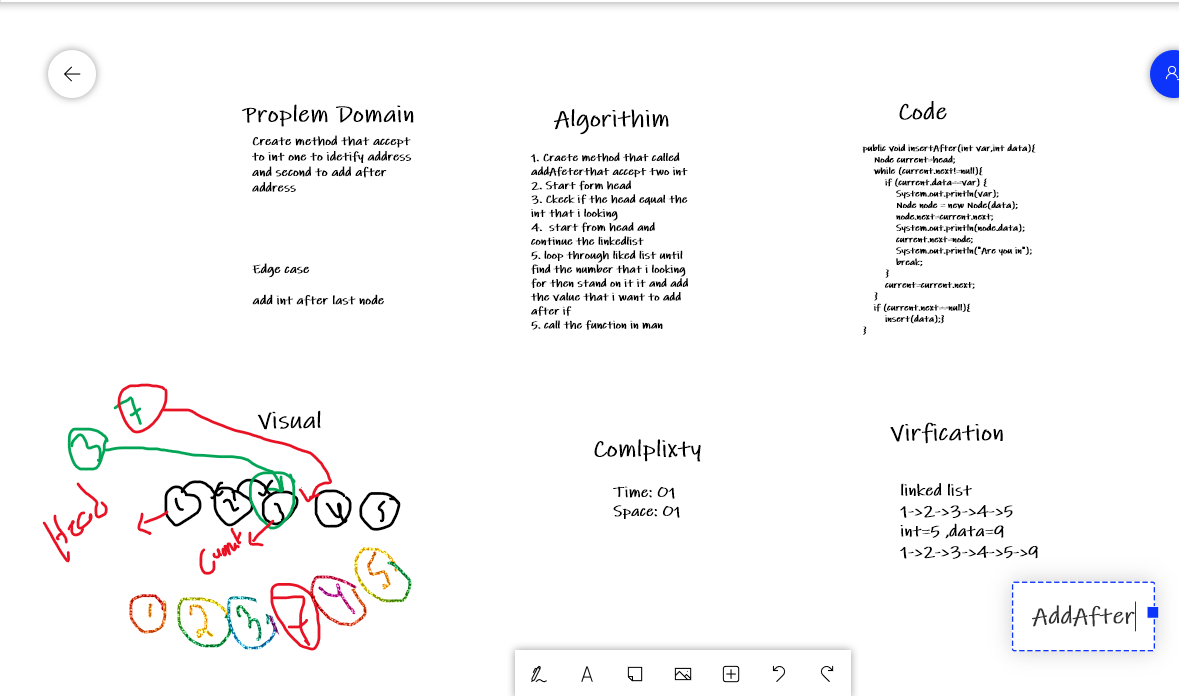 Proplem Domain
Create method that accept
to int one to idetify address
and second to add after
address
Edge case
add int after last node
Algorithim
1. Craete method that called
addAfeterthat accept two int
2. Start form head
3. Ckeck if the head equal the
int that i looking
4. start from head and
continue the linkedlist
5. loop through liked list until
find the number that i looking
for then stand on it it and add
the value that i want to add
after if
5. call the function in man
Code
public void insertAfter(int var,int data){
Node current=head;
while (current.next!=null){
if (current.data==var) {
System.out.println(var);
Node node = new Node(data);
node.next=current.next;
System.out.println(node.data);
current.next=node;
System.out.println("Are you in");
break;
}
current=current.next;
}
if (current.next==null){
insert(data);}
}
Visual
7
3
1 2 3 4 5
Head
1 2 3 7 4 5
Comlplixty
Time: O1
Space: O1
Virfication
linked list
1->2->3->4->5
int=5 ,data=9
1->2->3->4->5->9
AddAfter
A